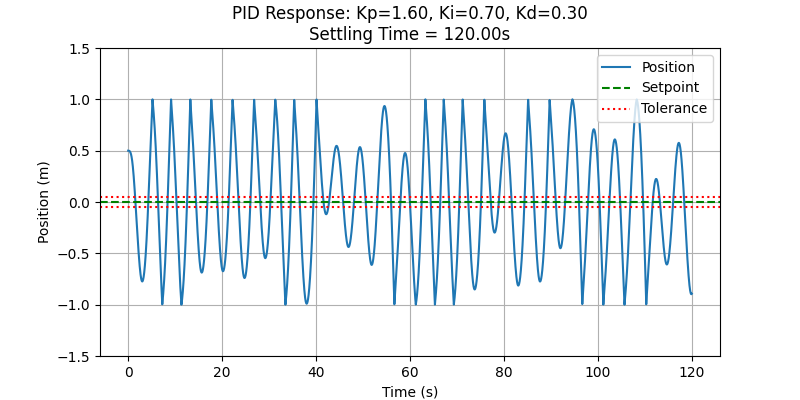 PID Response: Kp=1.60, Ki=0.70, Kd=0.30
Settling Time = 120.00s
Position
Setpoint
Tolerance
1.5
1.0
0.5
0.0
−0.5
−1.0
−1.5
Position (m)
0 20 40 60 80 100 120
Time (s)